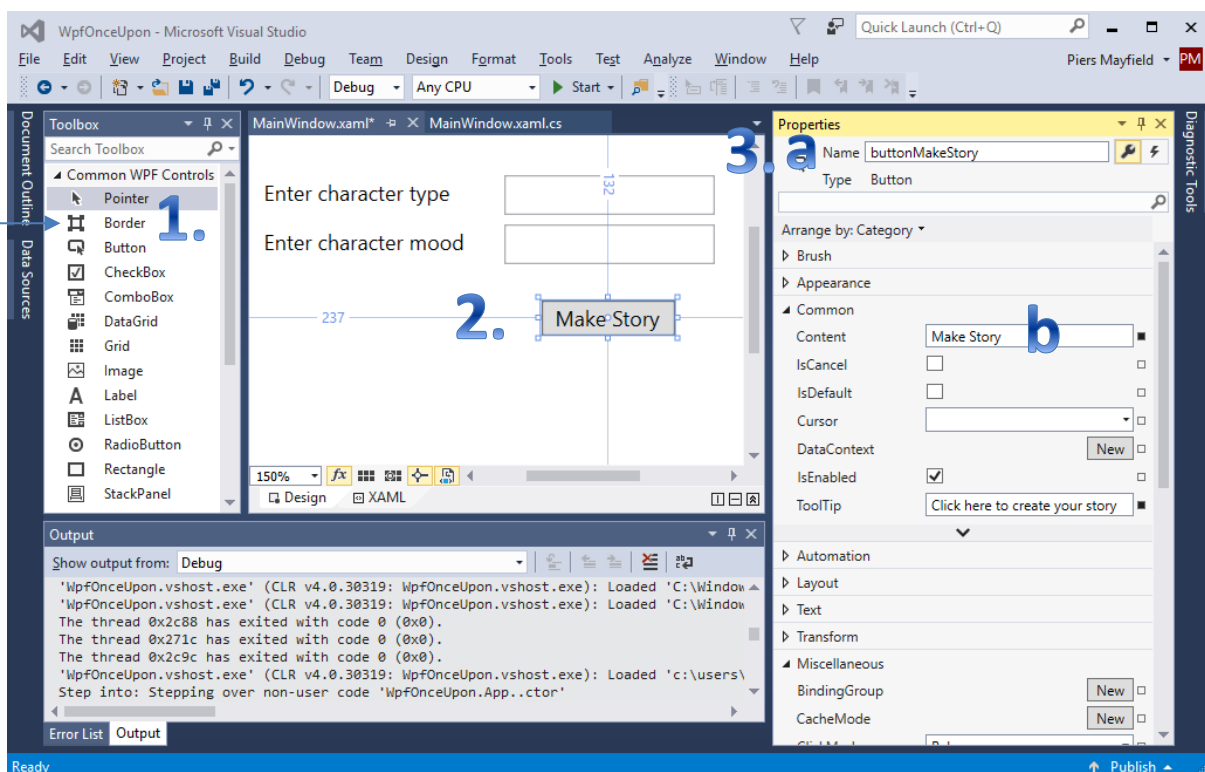 WpfOnceUpon - Microsoft Visual Studio
Quick Launch (Ctrl+Q)
File Edit View Project Build Debug Team Design Format Tools Test Analyze Window Help
Piers Mayfield PM
Debug Any CPU Start
Document Outline
Data Sources
Toolbox
Search Toolbox
Common WPF Controls
Pointer
Border
Button
CheckBox
ComboBox
DataGrid
Grid
Image
Label
ListBox
RadioButton
Rectangle
StackPanel
1.
MainWindow.xaml* MainWindow.xaml.cs
Enter character type
132
Enter character mood
237
2.
Make Story
150% fx
Design XAML
3. a
Properties
Name buttonMakeStory
Type Button
Arrange by: Category
Brush
Appearance
Common
Content Make Story
b
IsCancel
IsDefault
Cursor
DataContext New
IsEnabled
ToolTip Click here to create your story
Automation
Layout
Text
Transform
Miscellaneous
BindingGroup New
CacheMode New
Diagnostic Tools
Output
Show output from: Debug
'WpfOnceUpon.vshost.exe' (CLR v4.0.30319: WpfOnceUpon.vshost.exe): Loaded 'C:\Window
'WpfOnceUpon.vshost.exe' (CLR v4.0.30319: WpfOnceUpon.vshost.exe): Loaded 'C:\Window
The thread 0x2c88 has exited with code 0 (0x0).
The thread 0x271c has exited with code 0 (0x0).
The thread 0x2c9c has exited with code 0 (0x0).
'WpfOnceUpon.vshost.exe' (CLR v4.0.30319: WpfOnceUpon.vshost.exe): Loaded 'c:\users\
Step into: Stepping over non-user code 'WpfOnceUpon.App..ctor'
Error List Output
Ready
Publish